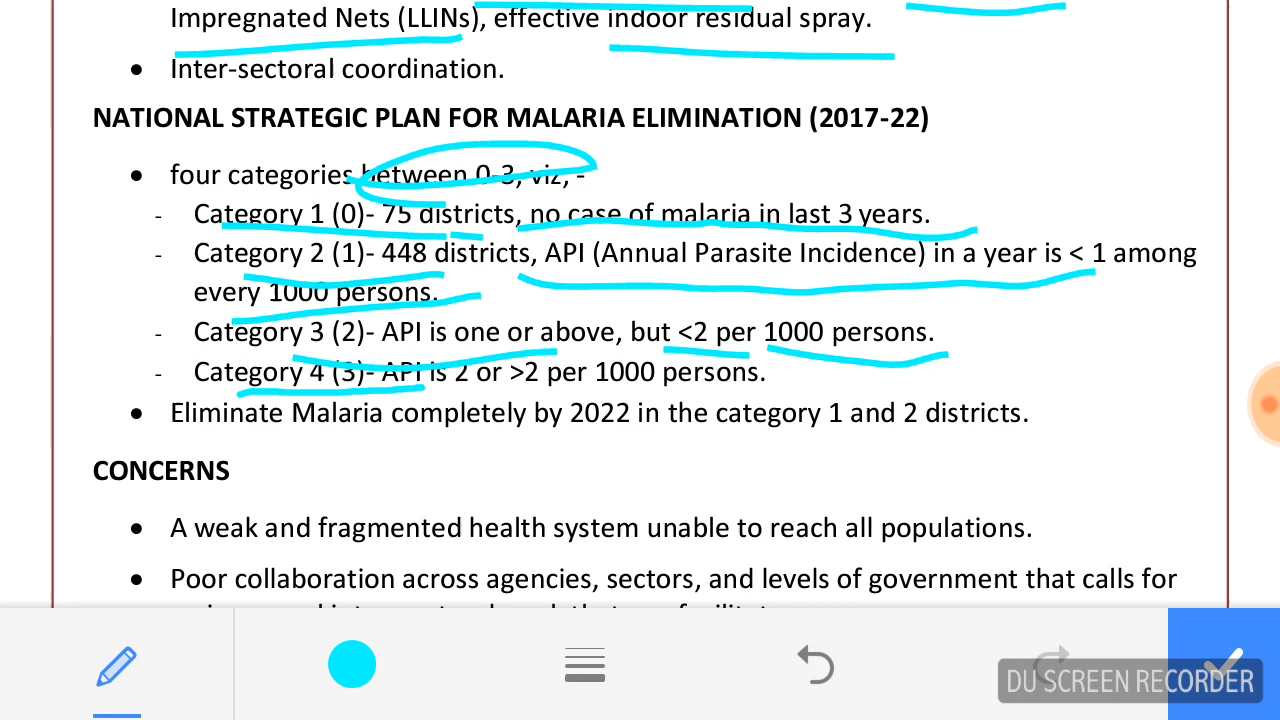 Impregnated Nets (LLINs), effective indoor residual spray.
• Inter-sectoral coordination.
NATIONAL STRATEGIC PLAN FOR MALARIA ELIMINATION (2017-22)
• four categories between 0-3, viz, -
- Category 1 (0)- 75 districts, no case of malaria in last 3 years.
- Category 2 (1)- 448 districts, API (Annual Parasite Incidence) in a year is < 1 among
every 1000 persons.
- Category 3 (2)- API is one or above, but <2 per 1000 persons.
- Category 4 (3)- API is 2 or >2 per 1000 persons.
• Eliminate Malaria completely by 2022 in the category 1 and 2 districts.
CONCERNS
• A weak and fragmented health system unable to reach all populations.
• Poor collaboration across agencies, sectors, and levels of government that calls for
DU SCREEN RECORDER